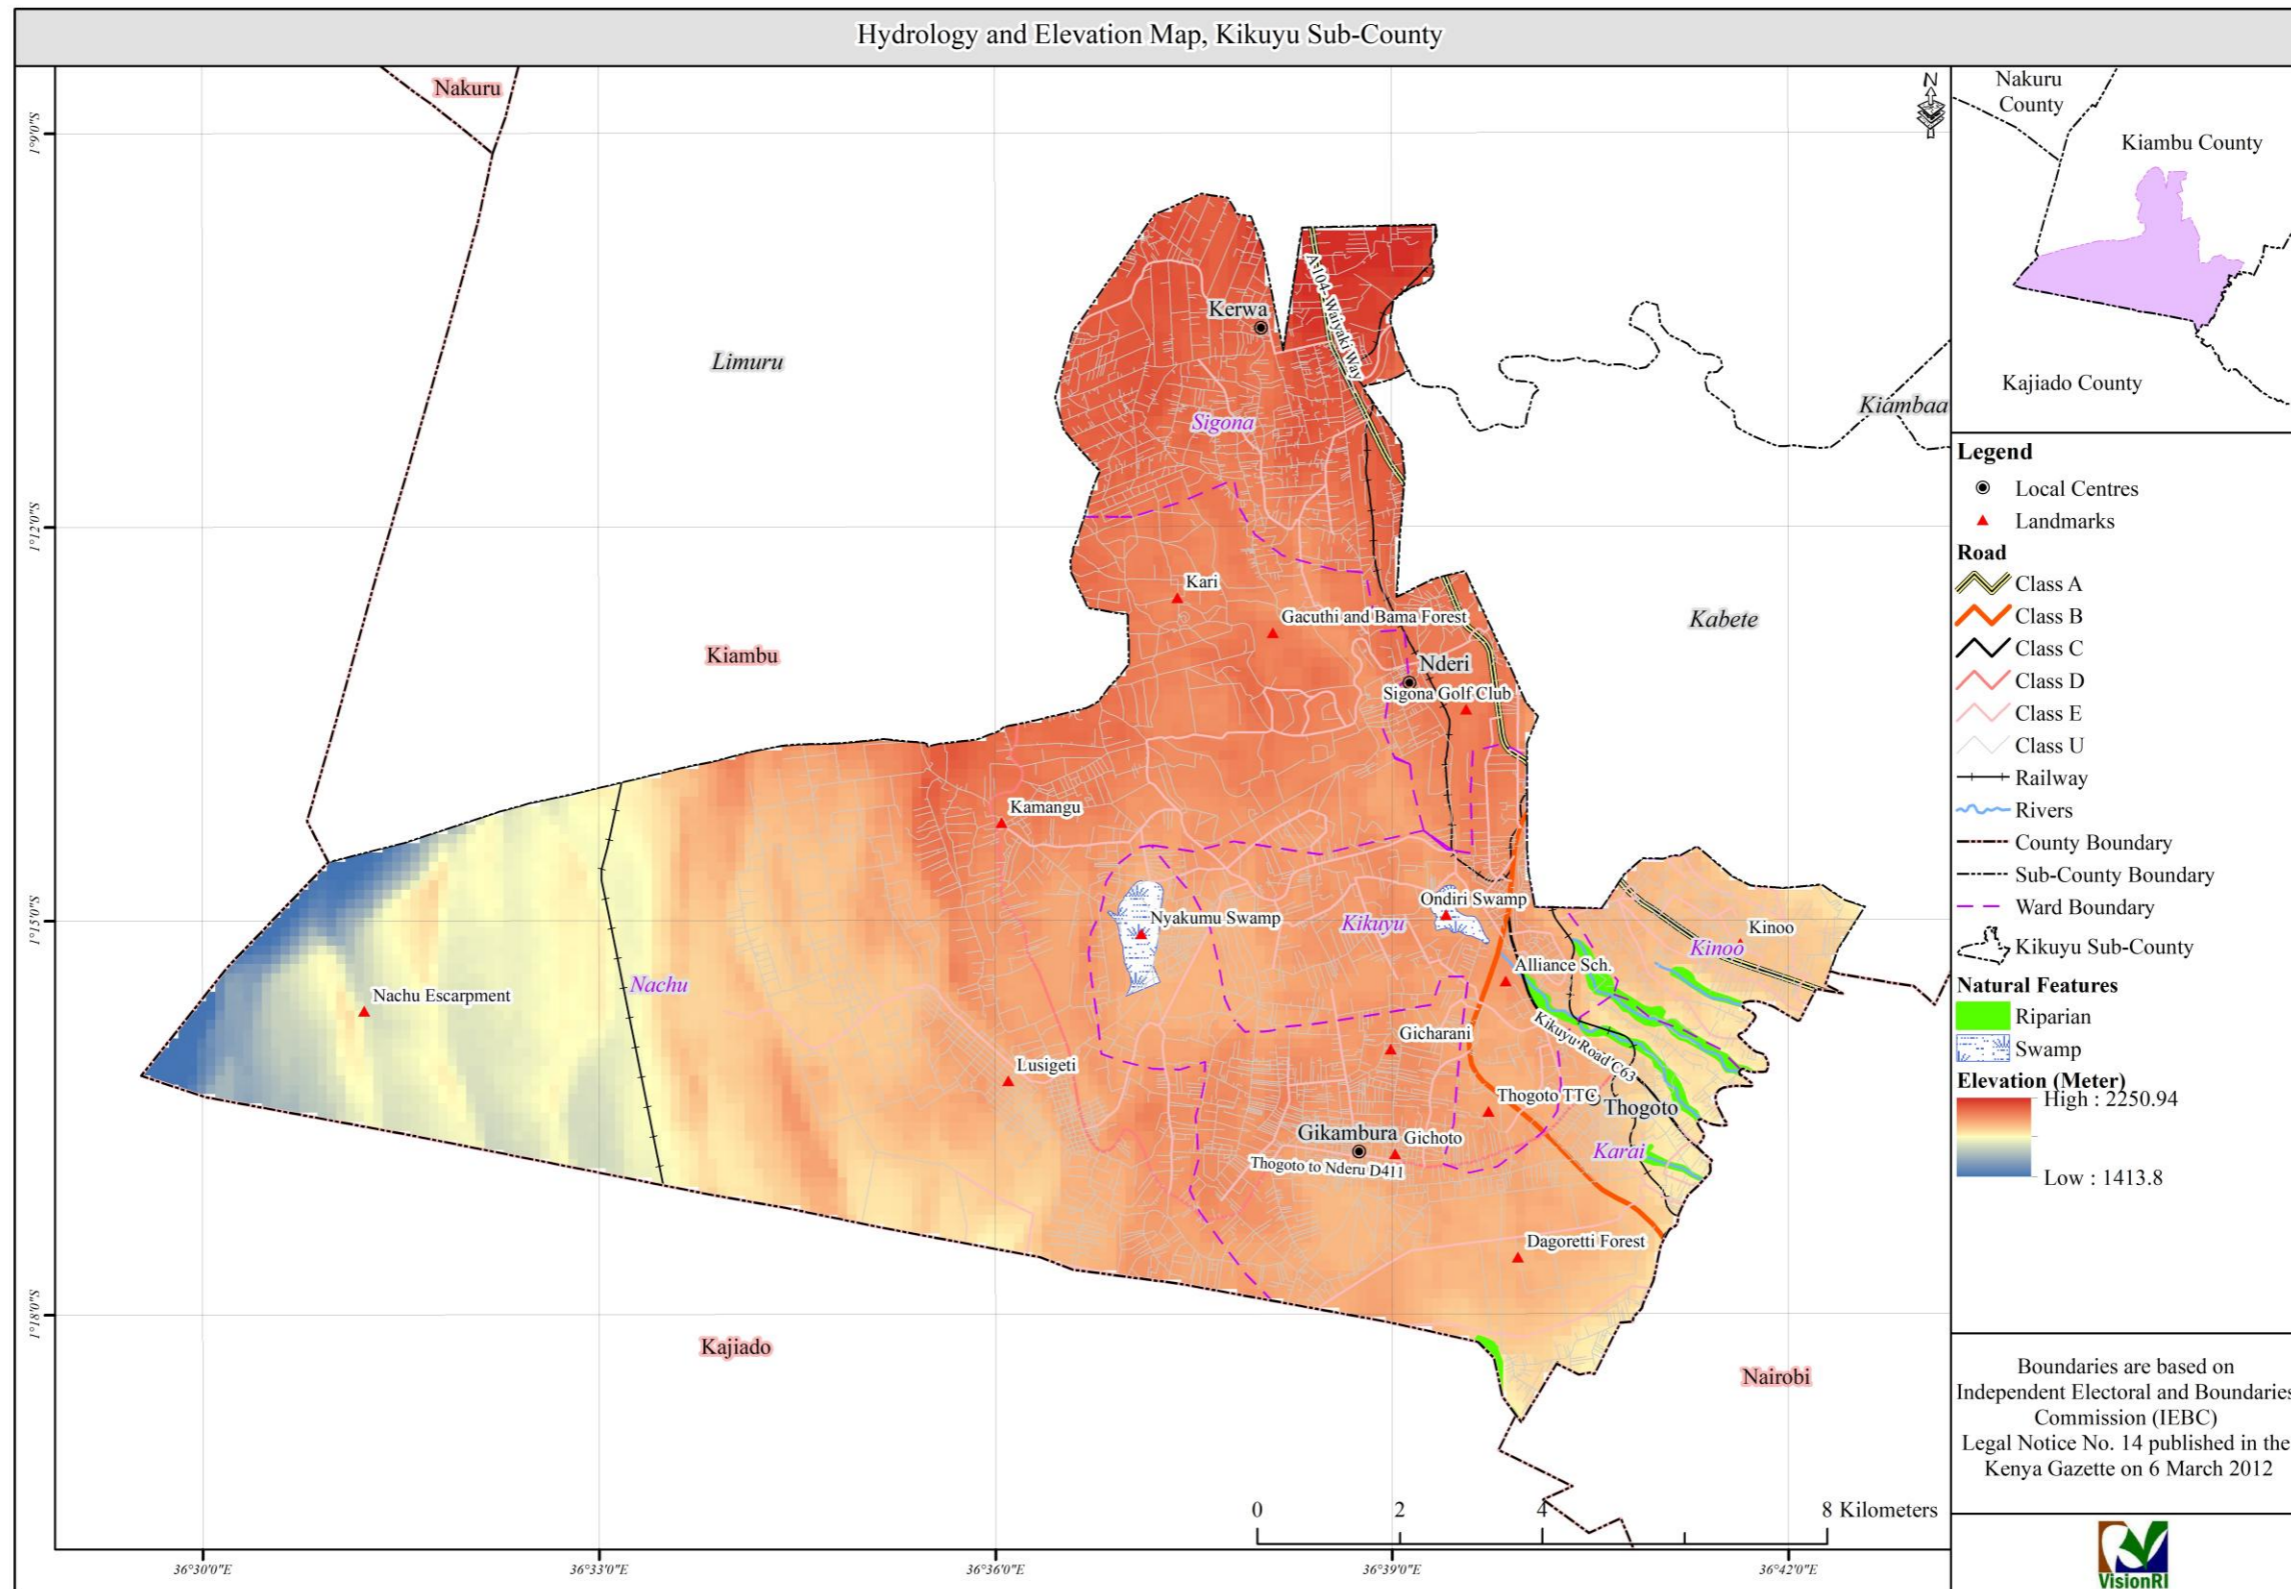 Hydrology and Elevation Map, Kikuyu Sub-County
Nakuru
Limuru
Kiambu
Kiambaa
Kabete
Kajiado
Nairobi
Kerwa
A-104-Waiyaki Way
Sigona
Kari
Gacuthi and Bama Forest
Nderi
Sigona Golf Club
Kamangu
Nyakumu Swamp
Ondiri Swamp
Kikuyu
Kinoo
Kinoo
Nachu
Nachu Escarpment
Alliance Sch.
Kikuyu Road C63
Gicharani
Lusigeti
Thogoto TTC
Thogoto
Gikambura
Gichoto
Thogoto to Nderu D411
Karai
Dagoretti Forest
1°9'0"S
1°12'0"S
1°15'0"S
1°18'0"S
36°30'0"E
36°33'0"E
36°36'0"E
36°39'0"E
36°42'0"E
0
2
4
8 Kilometers
N
Nakuru
County
Kiambu County
Kajiado County
Legend
Local Centres
Landmarks
Road
Class A
Class B
Class C
Class D
Class E
Class U
Railway
Rivers
County Boundary
Sub-County Boundary
Ward Boundary
Kikuyu Sub-County
Natural Features
Riparian
Swamp
Elevation (Meter)
High : 2250.94
Low : 1413.8
Boundaries are based on
Independent Electoral and Boundaries
Commission (IEBC)
Legal Notice No. 14 published in the
Kenya Gazette on 6 March 2012
VisionRI